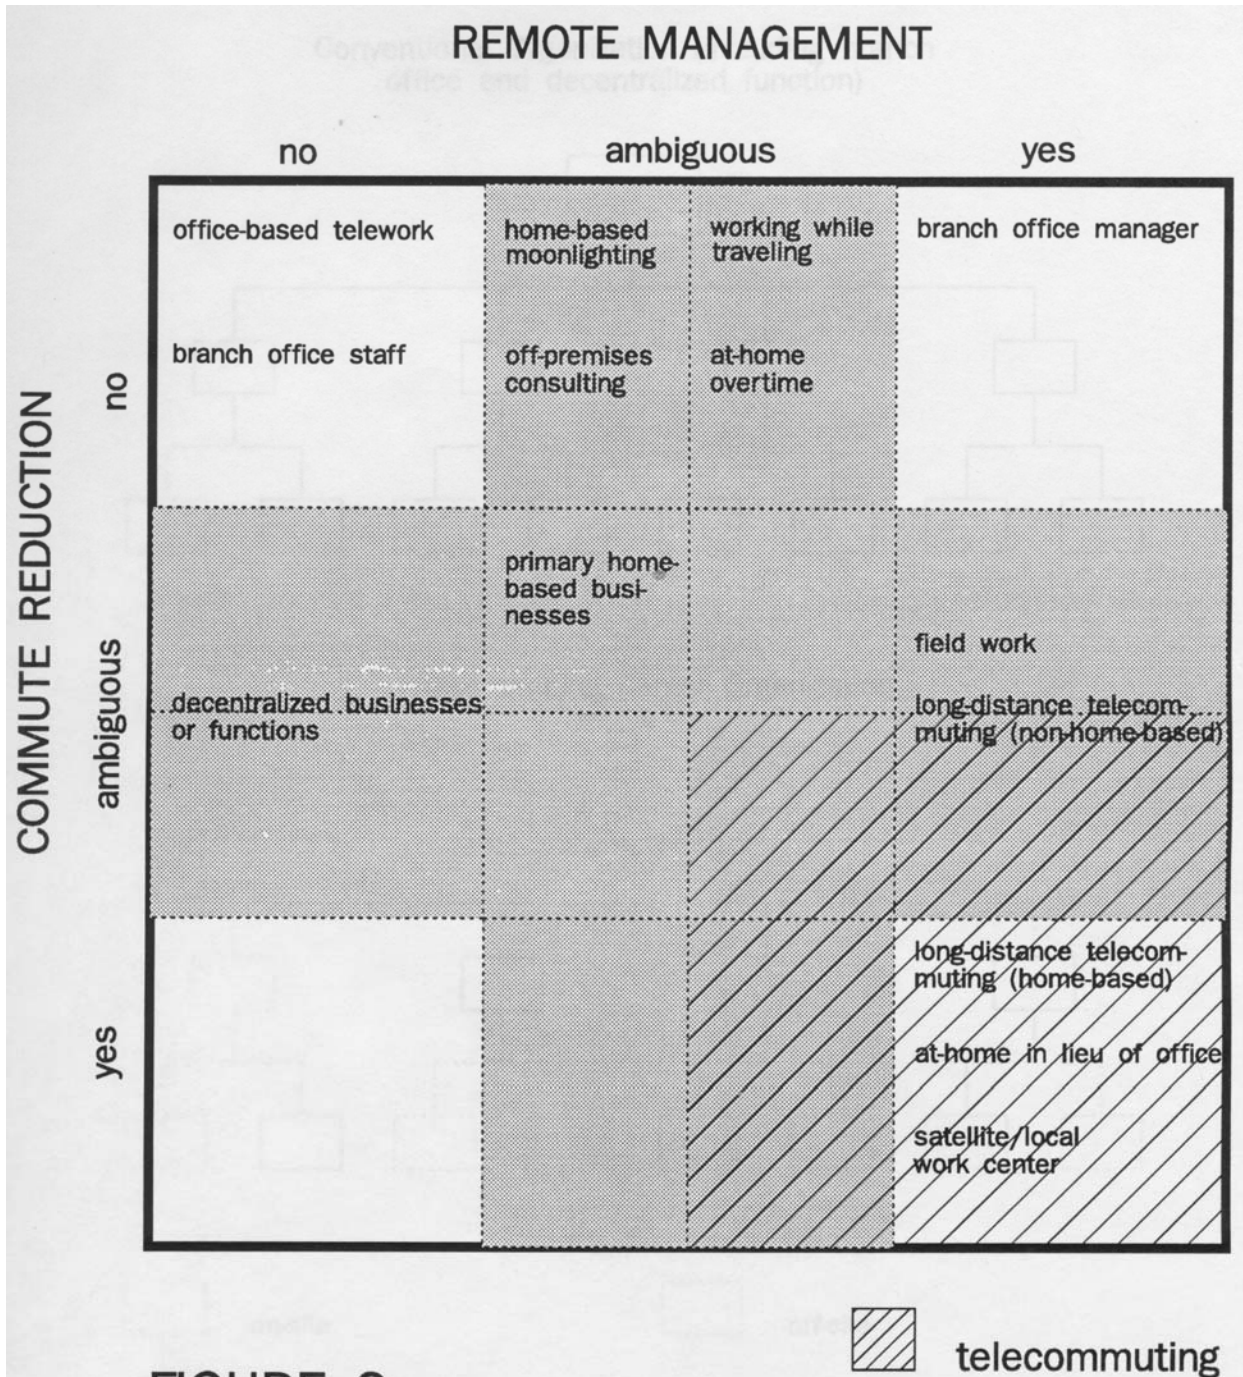 REMOTE MANAGEMENT
no
ambiguous
yes
COMMUTE REDUCTION
no
ambiguous
yes
office-based telework
branch office staff
home-based
moonlighting
off-premises
consulting
working while
traveling
at-home
overtime
branch office manager
decentralized businesses
or functions
primary home-
based busi-
nesses
field work
long-distance telecom-
muting (non-home-based)
long-distance telecom-
muting (home-based)
at-home in lieu of office
satellite/local
work center
telecommuting
FIGURE